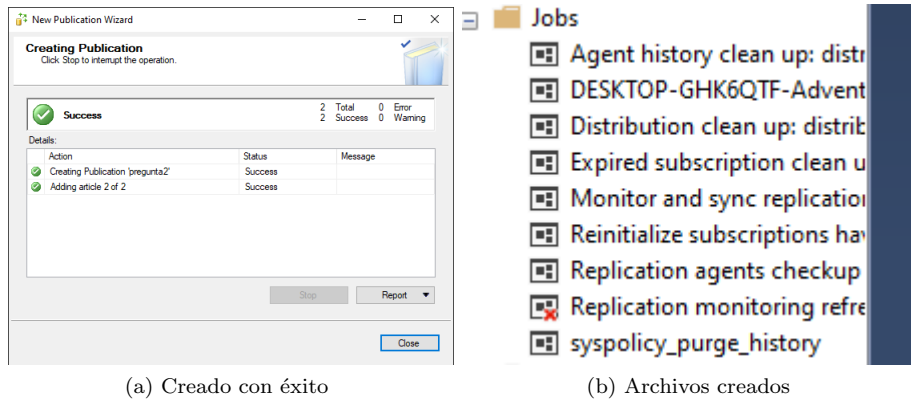 New Publication Wizard
Creating Publication
Click Stop to interrupt the operation.
Success
2 Total 0 Error
2 Success 0 Warning
Details:
Action Status Message
Creating Publication 'pregunta2' Success
Adding article 2 of 2 Success
Stop Report
Close
(a) Creado con éxito
Jobs
Agent history clean up: distr
DESKTOP-GHK6QTF-Advent
Distribution clean up: distrib
Expired subscription clean u
Monitor and sync replication
Reinitialize subscriptions hav
Replication agents checkup
Replication monitoring refre
syspolicy_purge_history
(b) Archivos creados